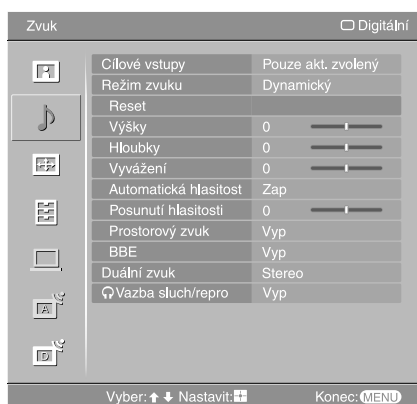 Zvuk Digitální
Cílové vstupy Pouze akt. zvolený
Režim zvuku Dynamický
Reset
Výšky 0
Hloubky 0
Vyvážení 0
Automatická hlasitost Zap
Posunutí hlasitosti 0
Prostorový zvuk Vyp
BBE Vyp
Duální zvuk Stereo
Vazba sluch/repro Vyp
A
D
Vyber: Nastavit: Konec: MENU